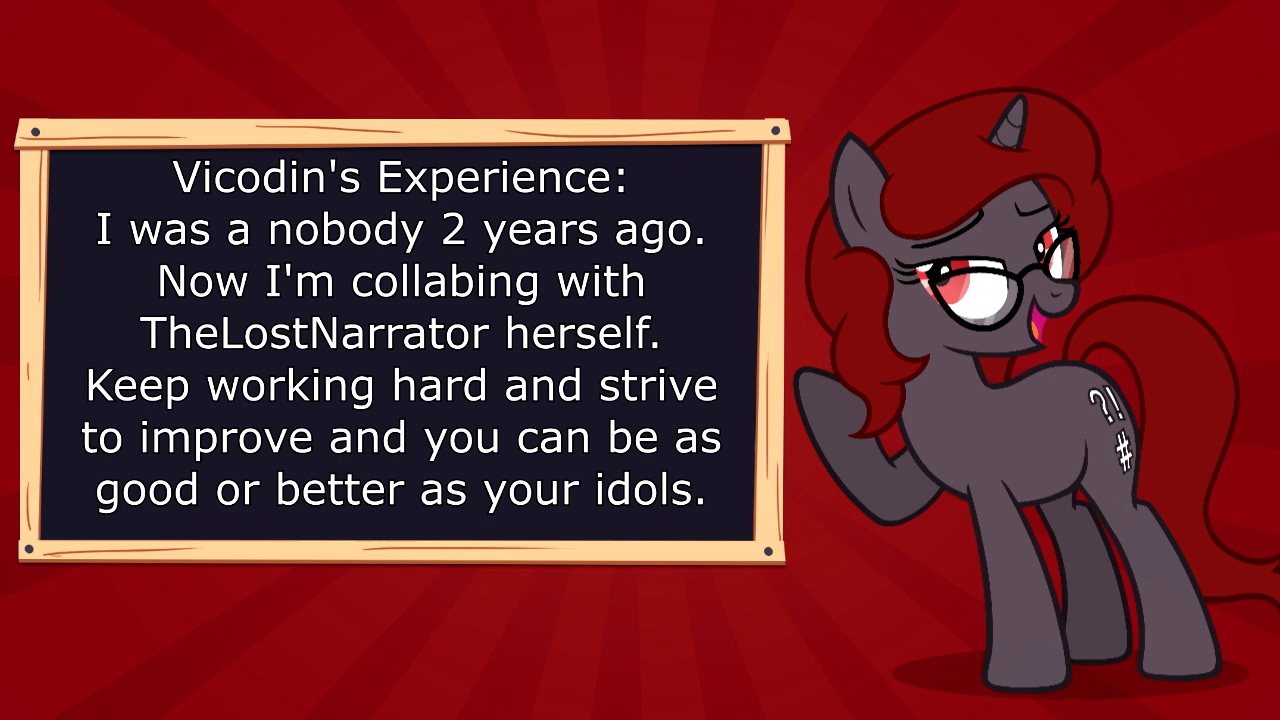 Vicodin's Experience:
I was a nobody 2 years ago.
Now I'm collabing with
TheLostNarrator herself.
Keep working hard and strive
to improve and you can be as
good or better as your idols.
?!
#